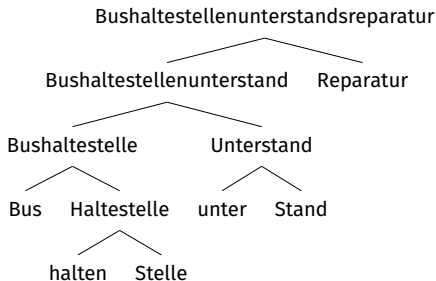 Bushaltestellenunterstandsreparatur
Bushaltestellenunterstand Reparatur
Bushaltestelle Unterstand
Bus Haltestelle unter Stand
halten Stelle